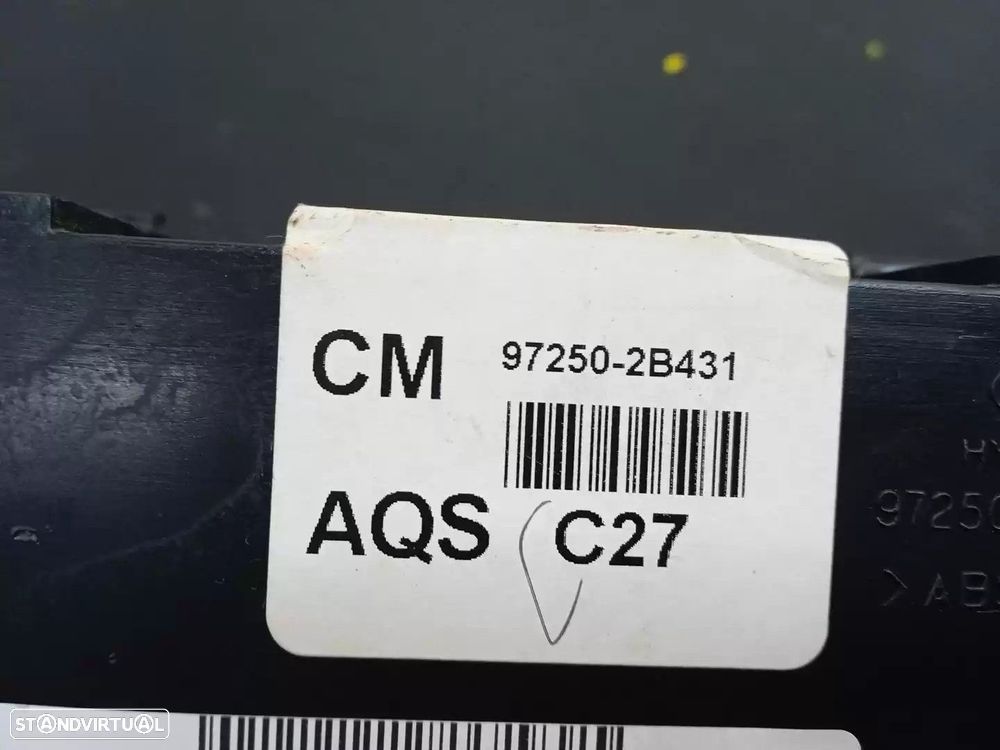 CM 97250-2B431
AQS C27
97250
STANDVIRTUAL